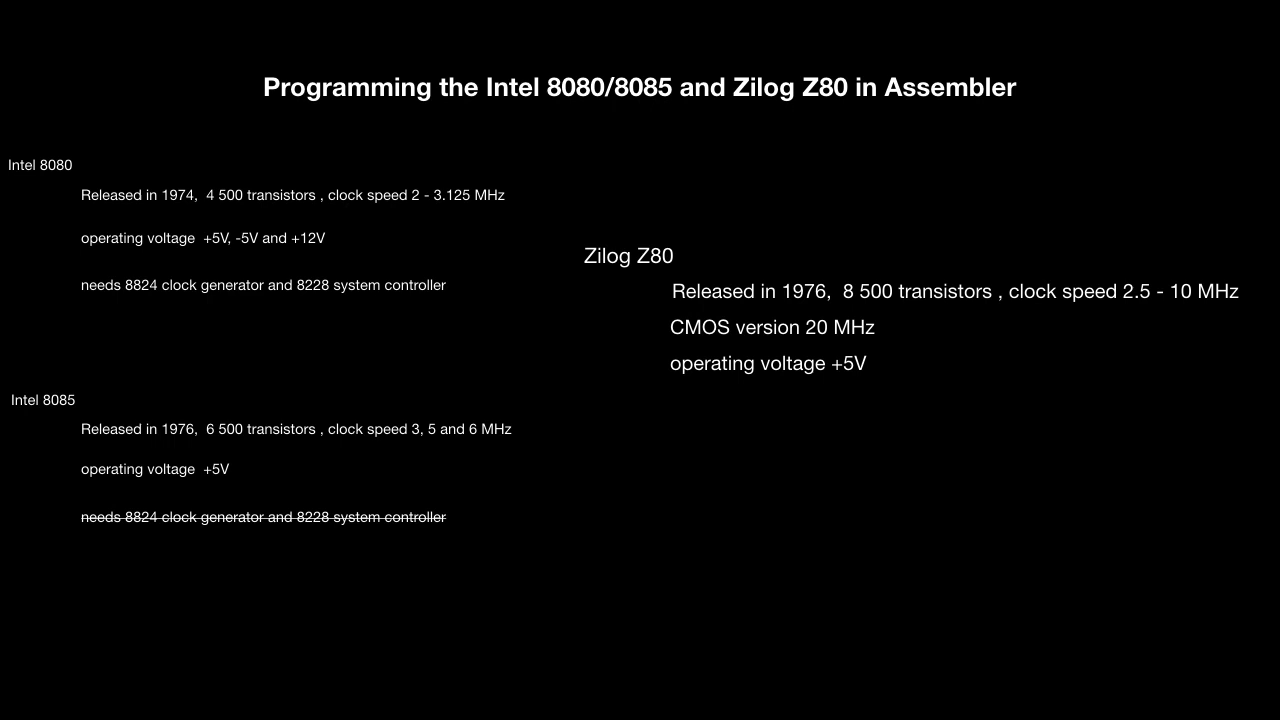 Programming the Intel 8080/8085 and Zilog Z80 in Assembler
Intel 8080
Released in 1974,  4 500 transistors , clock speed 2 - 3.125 MHz
operating voltage  +5V, -5V and +12V
needs 8824 clock generator and 8228 system controller
Intel 8085
Released in 1976,  6 500 transistors , clock speed 3, 5 and 6 MHz
operating voltage  +5V
needs 8824 clock generator and 8228 system controller
Zilog Z80
Released in 1976,  8 500 transistors , clock speed 2.5 - 10 MHz
CMOS version 20 MHz
operating voltage +5V